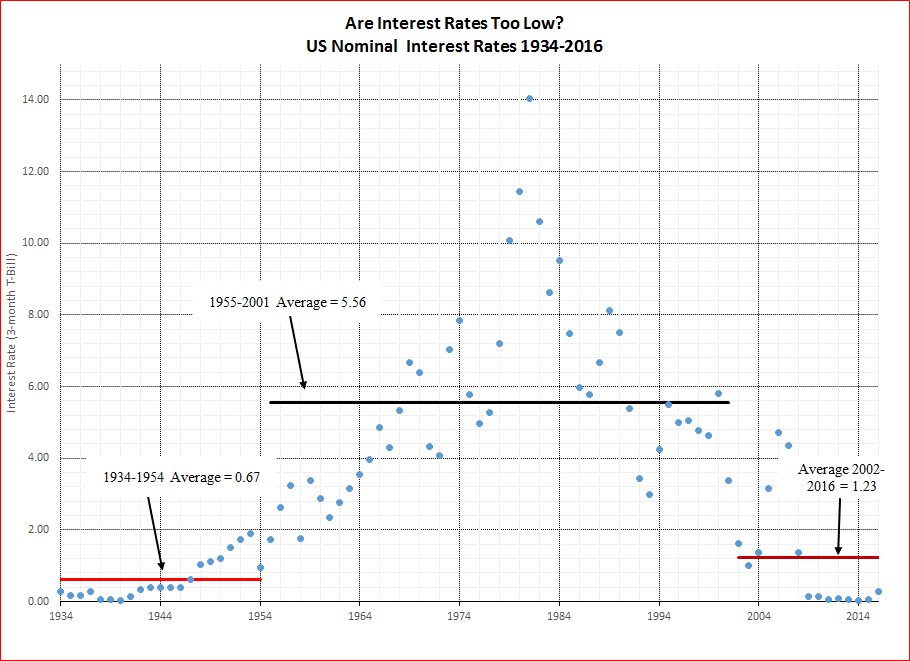 Are Interest Rates Too Low?
US Nominal  Interest Rates 1934-2016
Interest Rate (3-month T-Bill)
14.00
12.00
10.00
8.00
6.00
4.00
2.00
0.00
1955-2001  Average = 5.56
1934-1954  Average = 0.67
Average 2002-
2016 = 1.23
1934
1944
1954
1964
1974
1984
1994
2004
2014